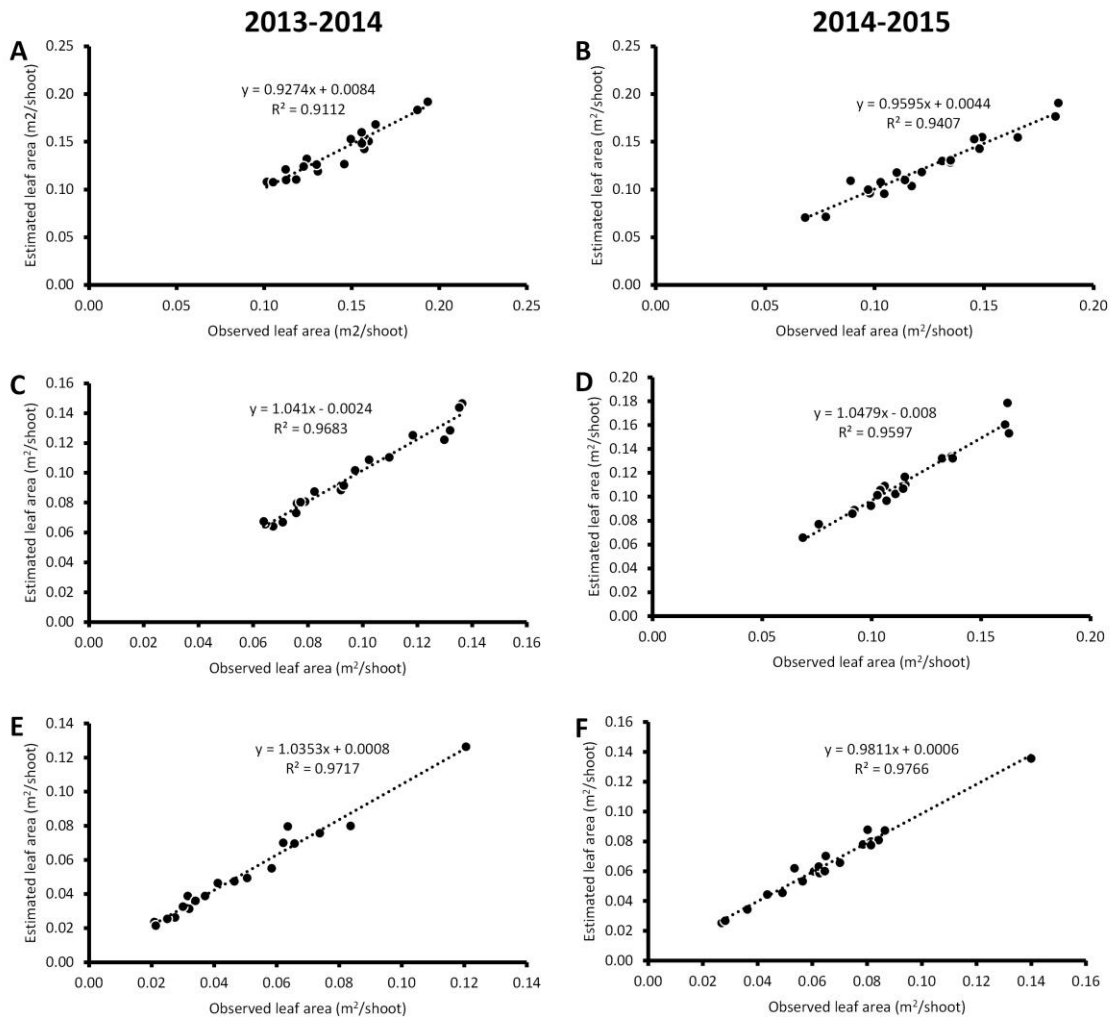 2013-2014
2014-2015
A
Estimated leaf area (m2/shoot)
0.25
0.20
0.15
0.10
0.05
0.00
y = 0.9274x + 0.0084
R² = 0.9112
0.00 0.05 0.10 0.15 0.20 0.25
Observed leaf area (m2/shoot)
B
Estimated leaf area (m²/shoot)
0.25
0.20
0.15
0.10
0.05
0.00
y = 0.9595x + 0.0044
R² = 0.9407
0.00 0.05 0.10 0.15 0.20
Observed leaf area (m²/shoot)
C
Estimated leaf area (m²/shoot)
0.16
0.14
0.12
0.10
0.08
0.06
0.04
0.02
0.00
y = 1.041x - 0.0024
R² = 0.9683
0.00 0.02 0.04 0.06 0.08 0.10 0.12 0.14 0.16
Observed leaf area (m²/shoot)
D
Estimated leaf area (m²/shoot)
0.20
0.18
0.16
0.14
0.12
0.10
0.08
0.06
0.04
0.02
0.00
y = 1.0479x - 0.008
R² = 0.9597
0.00 0.05 0.10 0.15 0.20
Observed leaf area (m²/shoot)
E
Estimated leaf area (m²/shoot)
0.14
0.12
0.10
0.08
0.06
0.04
0.02
0.00
y = 1.0353x + 0.0008
R² = 0.9717
0.00 0.02 0.04 0.06 0.08 0.10 0.12 0.14
Observed leaf area (m²/shoot)
F
Estimated leaf area (m²/shoot)
0.16
0.14
0.12
0.10
0.08
0.06
0.04
0.02
0.00
y = 0.9811x + 0.0006
R² = 0.9766
0.00 0.02 0.04 0.06 0.08 0.10 0.12 0.14 0.16
Observed leaf area (m²/shoot)